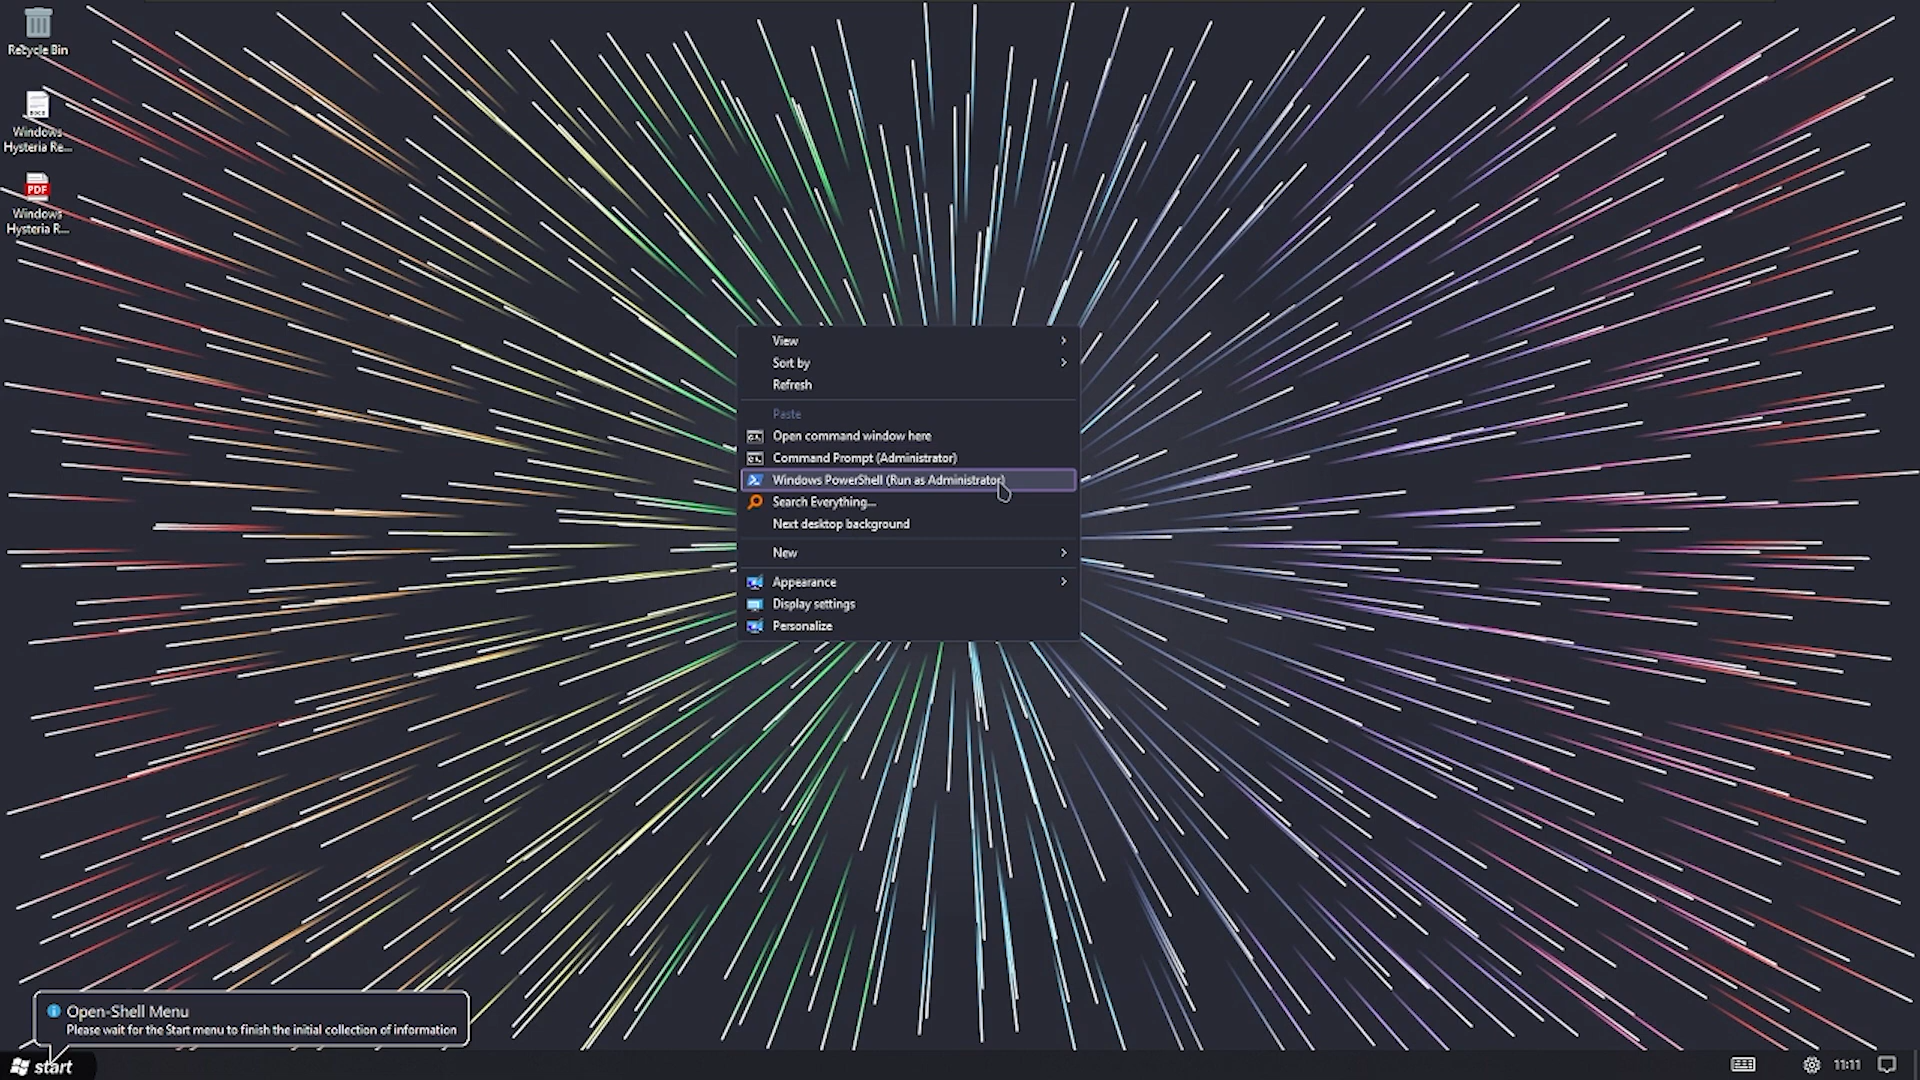 Recycle Bin
Windows
Hysteria Re...
PDF
Windows
Hysteria R...
View
Sort by
Refresh
Paste
Open command window here
Command Prompt (Administrator)
Windows PowerShell (Run as Administrator)
Search Everything...
Next desktop background
New
Appearance
Display settings
Personalize
Open-Shell Menu
Please wait for the Start menu to finish the initial collection of information
start
11:11